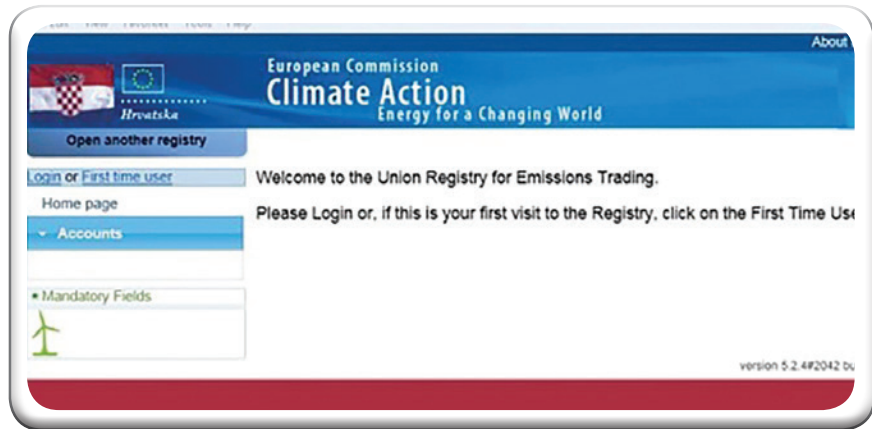 About
European Commission
Climate Action
Energy for a Changing World
Hrvatska
Open another registry
Login or First time user
Welcome to the Union Registry for Emissions Trading.
Home page
Please Login or, if this is your first visit to the Registry, click on the First Time Use
Accounts
Mandatory Fields
version 5.2.4#2042 bu